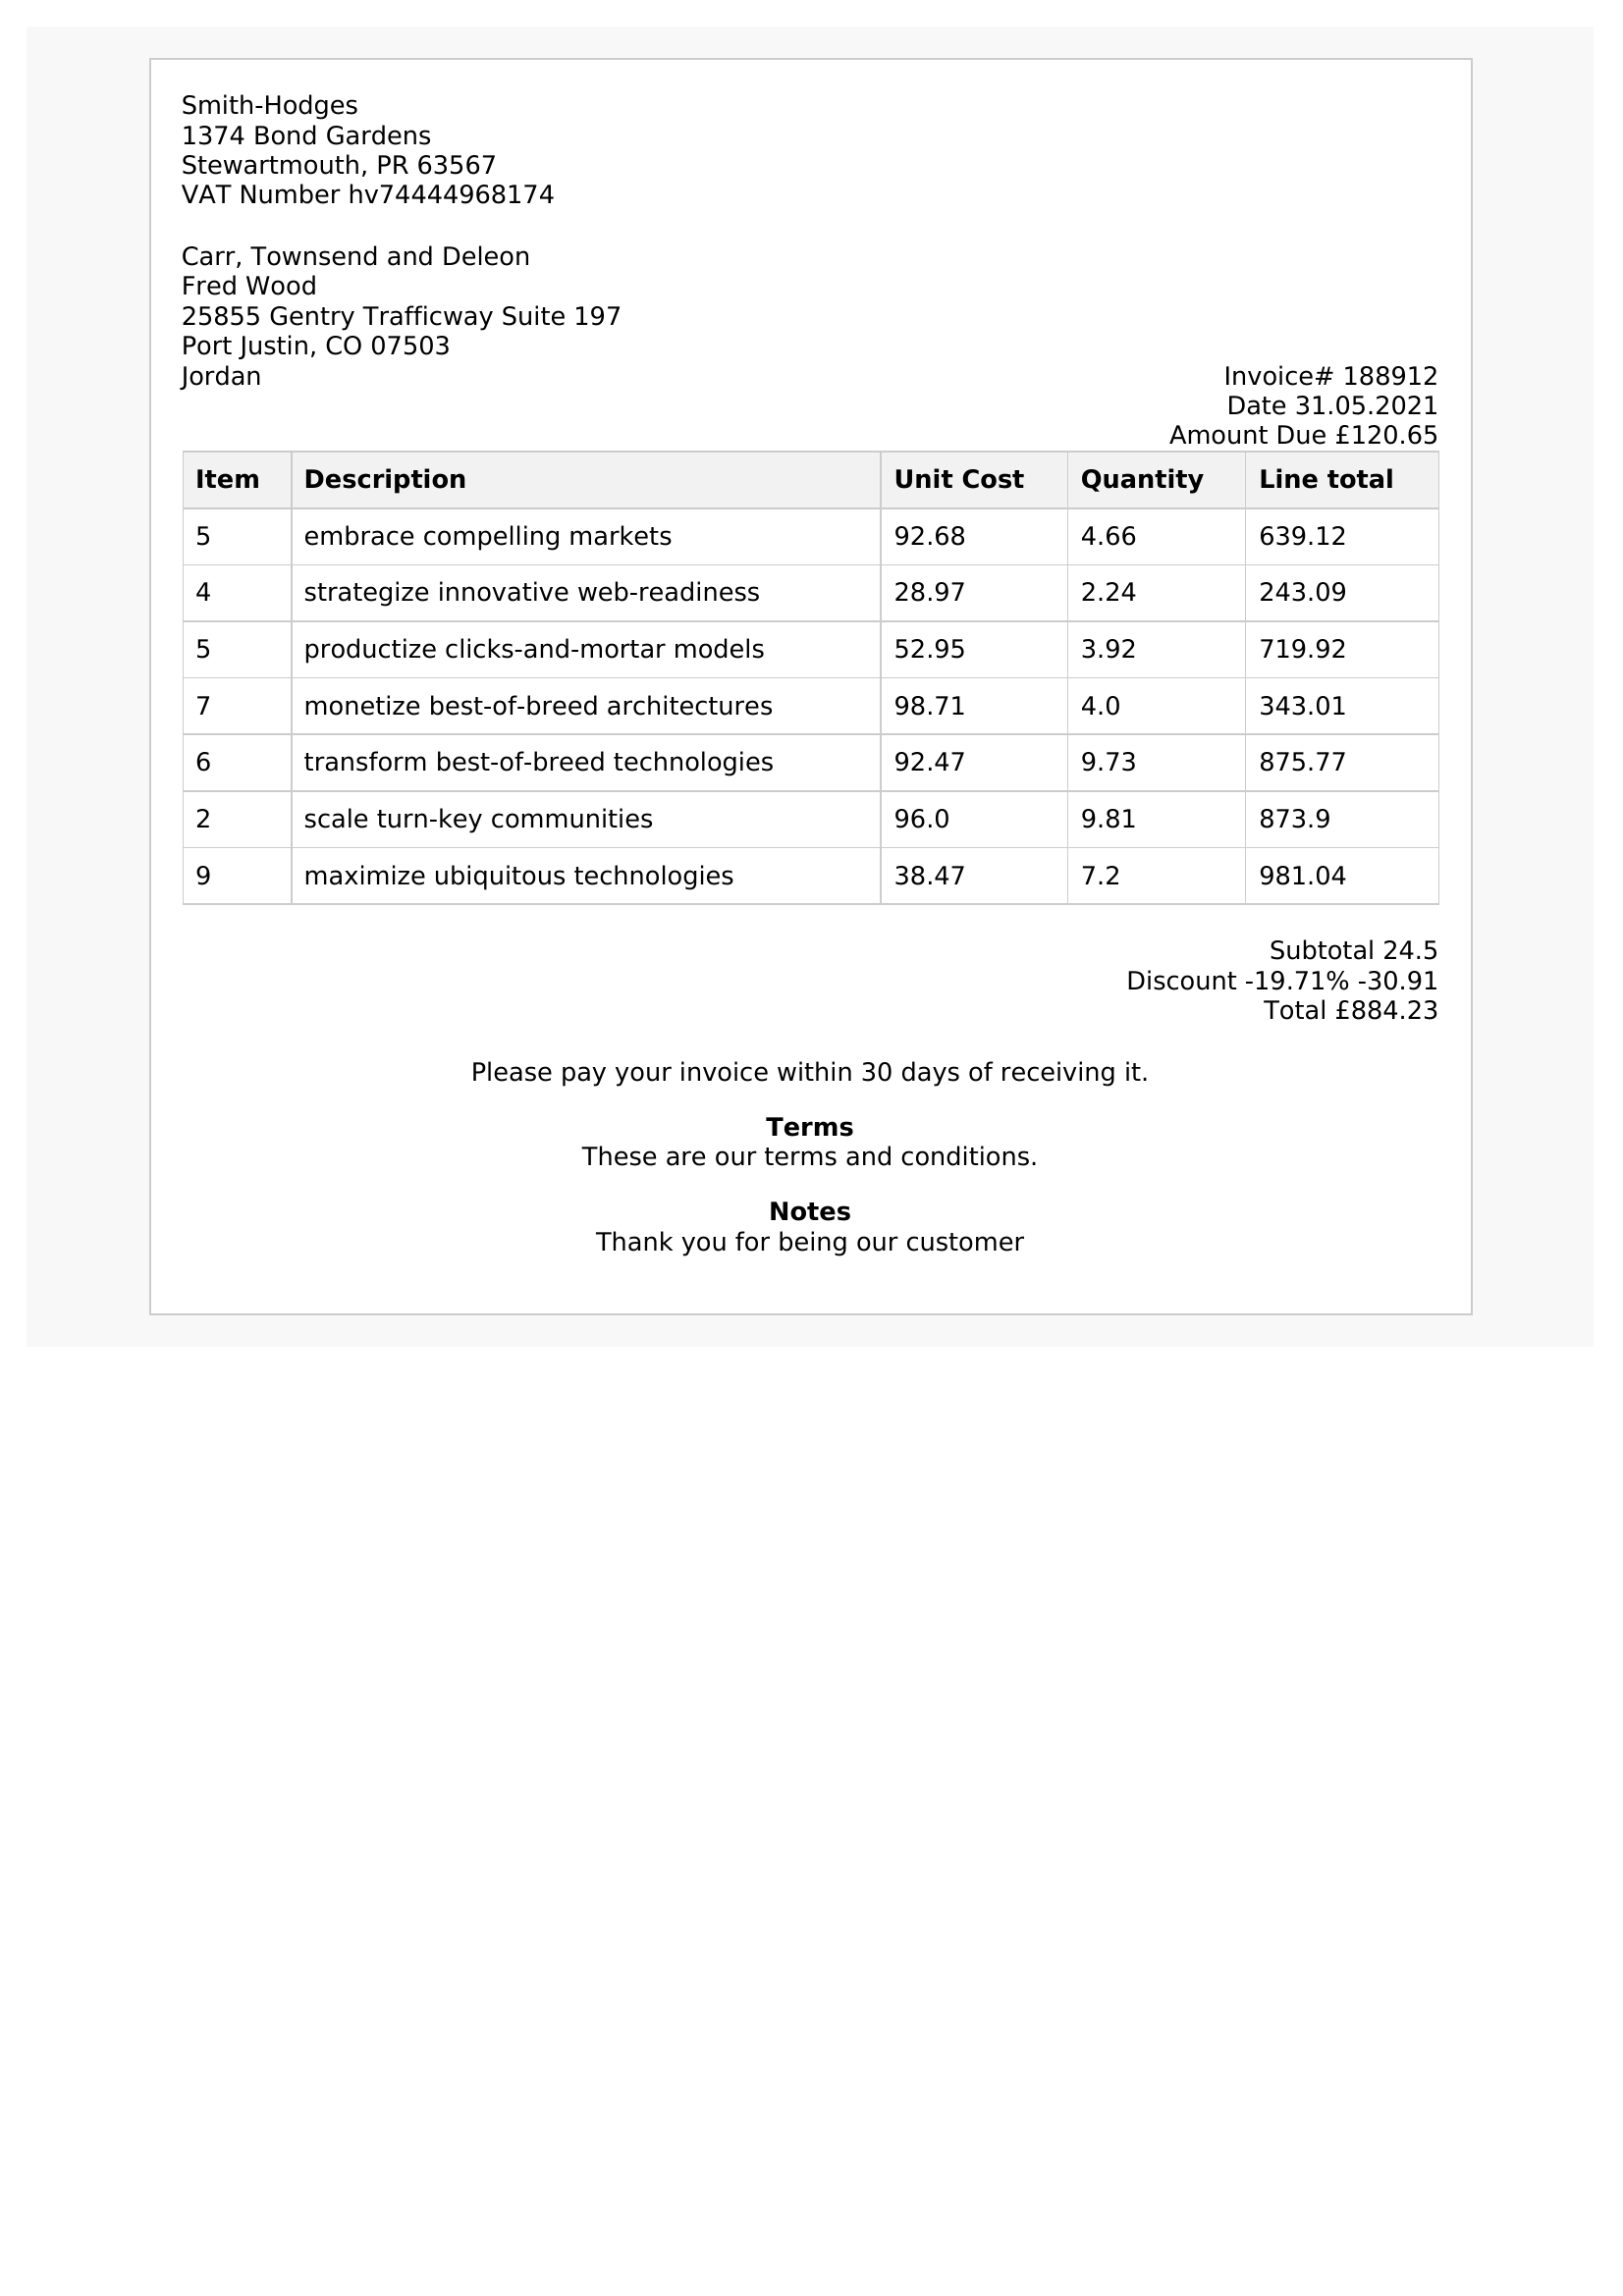 Smith-Hodges
1374 Bond Gardens
Stewartmouth, PR 63567
VAT Number hv74444968174
Carr, Townsend and Deleon
Fred Wood
25855 Gentry Trafficway Suite 197
Port Justin, CO 07503
Jordan
Invoice# 188912
Date 31.05.2021
Amount Due £120.65
Item Description Unit Cost Quantity Line total
5 embrace compelling markets 92.68 4.66 639.12
4 strategize innovative web-readiness 28.97 2.24 243.09
5 productize clicks-and-mortar models 52.95 3.92 719.92
7 monetize best-of-breed architectures 98.71 4.0 343.01
6 transform best-of-breed technologies 92.47 9.73 875.77
2 scale turn-key communities 96.0 9.81 873.9
9 maximize ubiquitous technologies 38.47 7.2 981.04
Subtotal 24.5
Discount -19.71% -30.91
Total £884.23
Please pay your invoice within 30 days of receiving it.
Terms
These are our terms and conditions.
Notes
Thank you for being our customer